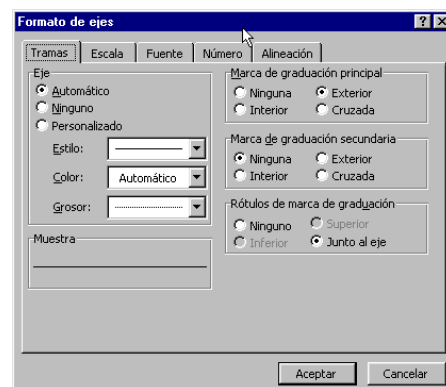 Formato de ejes
Tramas Escala Fuente Número Alineación
Eje
Automático
Ninguno
Personalizado
Estilo:
Color: Automático
Grosor:
Muestra
Marca de graduación principal
Ninguna Exterior
Interior Cruzada
Marca de graduación secundaria
Ninguna Exterior
Interior Cruzada
Rótulos de marca de graduación
Ninguno Superior
Inferior Junto al eje
Aceptar Cancelar